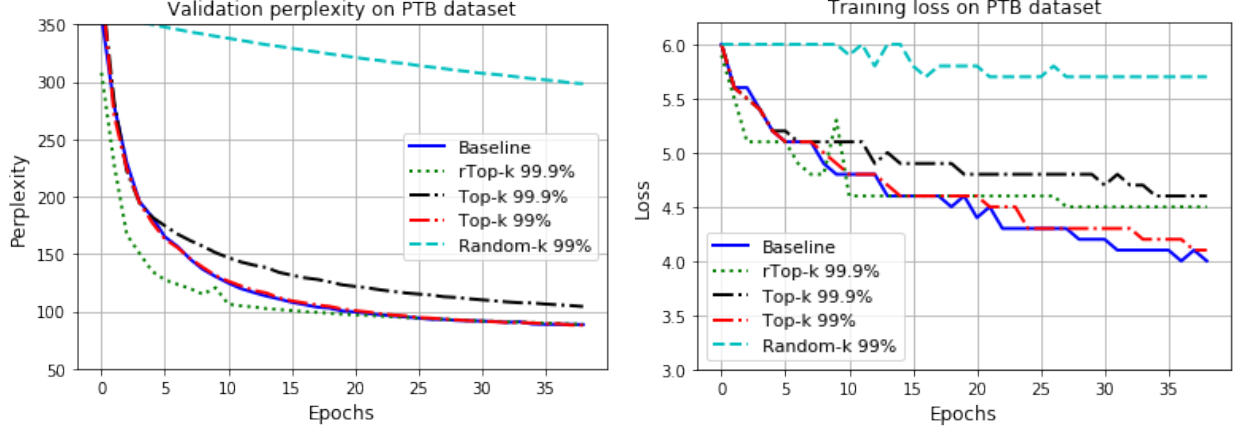 Validation perplexity on PTB dataset
350
300
250
200
150
100
50
Perplexity
0 5 10 15 20 25 30 35
Epochs
Baseline
rTop-k 99.9%
Top-k 99.9%
Top-k 99%
Random-k 99%
Training loss on PTB dataset
6.0
5.5
5.0
4.5
4.0
3.5
3.0
Loss
0 5 10 15 20 25 30 35
Epochs
Baseline
rTop-k 99.9%
Top-k 99.9%
Top-k 99%
Random-k 99%